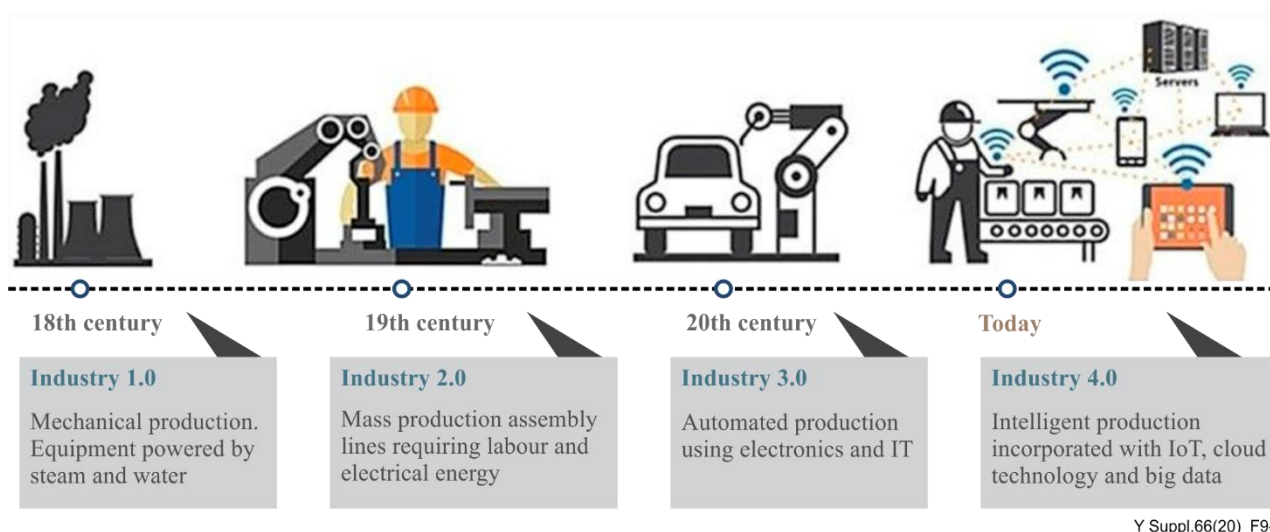 Servers
18th century
19th century
20th century
Today
Industry 1.0
Mechanical production.
Equipment powered by
steam and water
Industry 2.0
Mass production assembly
lines requiring labour and
electrical energy
Industry 3.0
Automated production
using electronics and IT
Industry 4.0
Intelligent production
incorporated with IoT, cloud
technology and big data
Y Suppl.66(20)_F9-